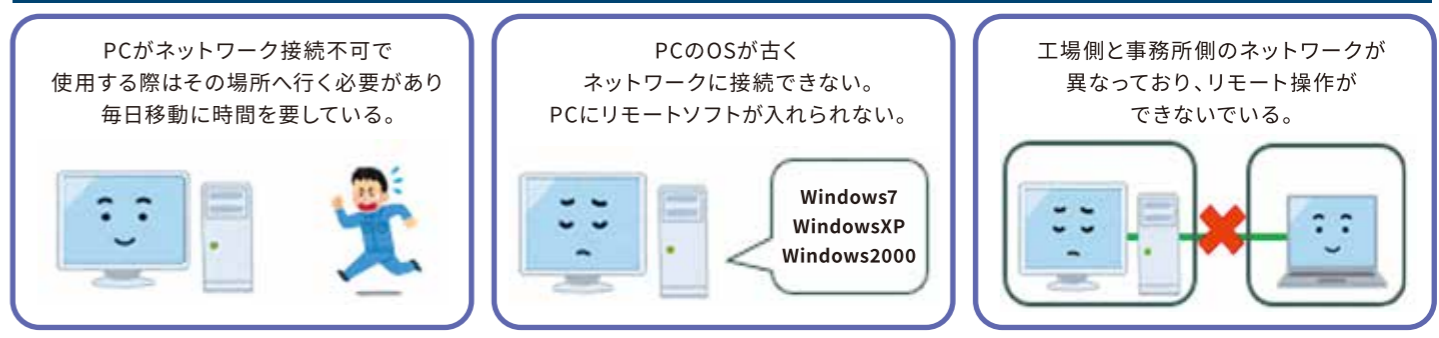 PCがネットワーク接続不可で
使用する際はその場所へ行く必要があり
毎日移動に時間を要している。
PCのOSが古く
ネットワークに接続できない。
PCにリモートソフトが入れられない。
Windows7
WindowsXP
Windows2000
工場側と事務所側のネットワークが
異なっており、リモート操作が
できないでいる。